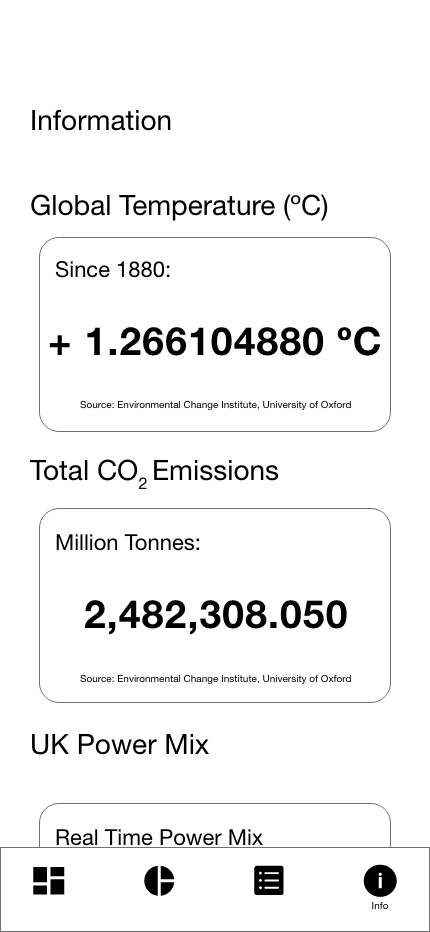 Information
Global Temperature (ºC)
Since 1880:
+ 1.266104880 ºC
Source: Environmental Change Institute, University of Oxford
Total CO₂ Emissions
Million Tonnes:
2,482,308.050
Source: Environmental Change Institute, University of Oxford
UK Power Mix
Real Time Power Mix
Info